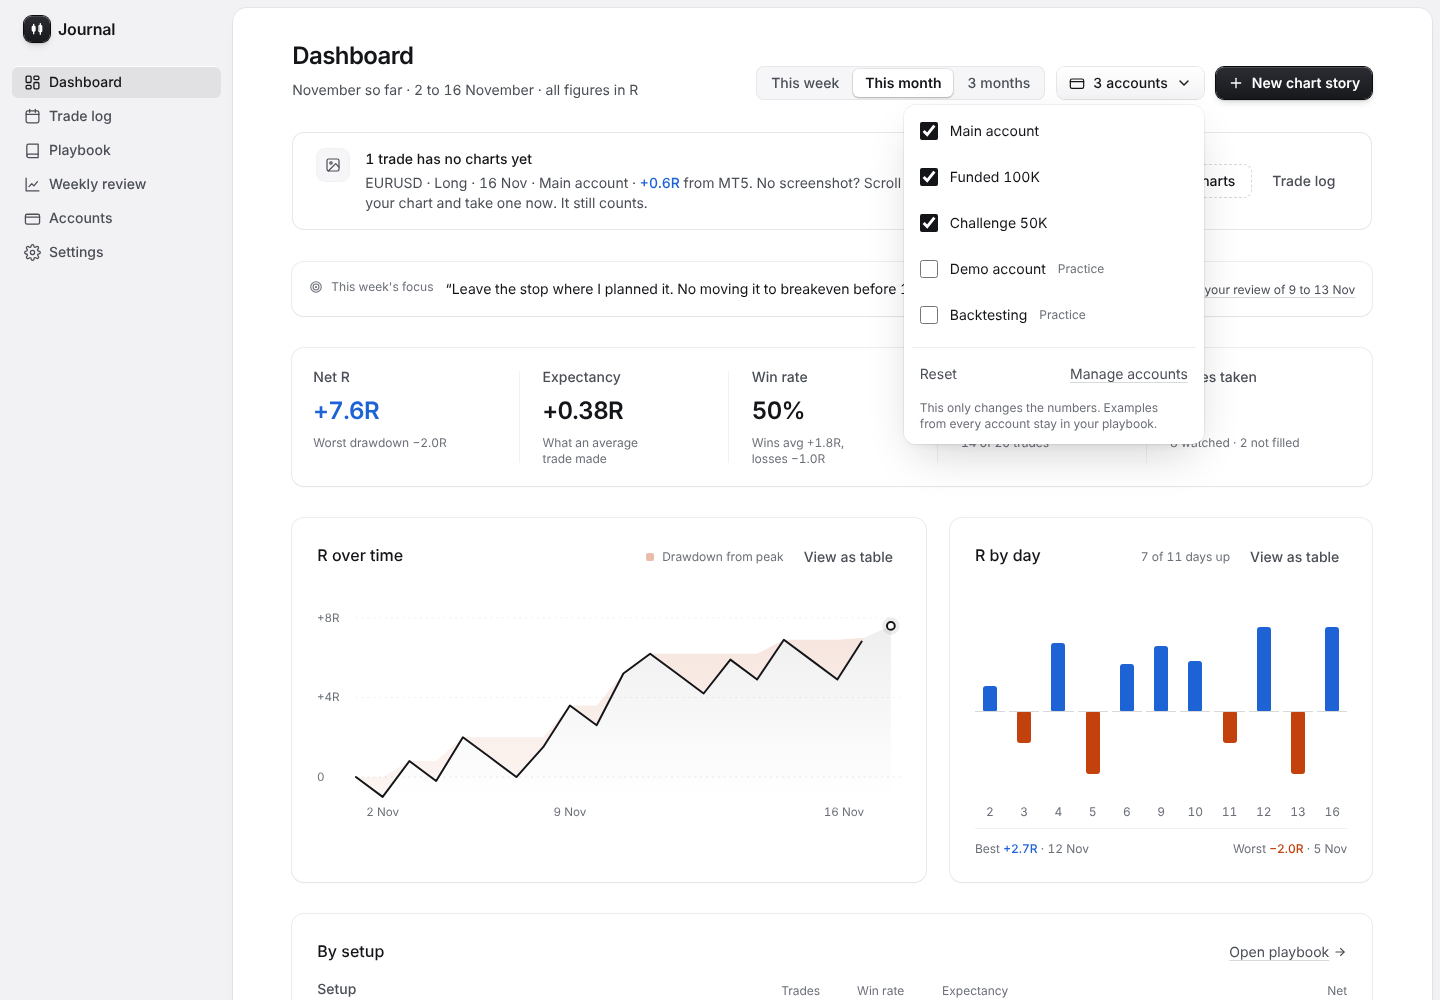 Journal
Dashboard
Trade log
Playbook
Weekly review
Accounts
Settings
Dashboard
November so far · 2 to 16 November · all figures in R
This week
This month
3 months
3 accounts
New chart story
Main account
Funded 100K
Challenge 50K
Demo account Practice
Backtesting Practice
Reset
Manage accounts
This only changes the numbers. Examples
from every account stay in your playbook.
1 trade has no charts yet
EURUSD · Long · 16 Nov · Main account · +0.6R from MT5. No screenshot? Scroll
your chart and take one now. It still counts.
Trade log
This week's focus
“Leave the stop where I planned it. No moving it to breakeven before
your review of 9 to 13 Nov
Net R
+7.6R
Worst drawdown −2.0R
Expectancy
+0.38R
What an average
trade made
Win rate
50%
Wins avg +1.8R,
losses −1.0R
14 of 20 trades
taken
watched · 2 not filled
R over time
Drawdown from peak
View as table
+8R
+4R
0
2 Nov
9 Nov
16 Nov
R by day
7 of 11 days up
View as table
2 3 4 5 6 9 10 11 12 13 16
Best +2.7R · 12 Nov
Worst −2.0R · 5 Nov
By setup
Open playbook →
Setup
Trades
Win rate
Expectancy
Net